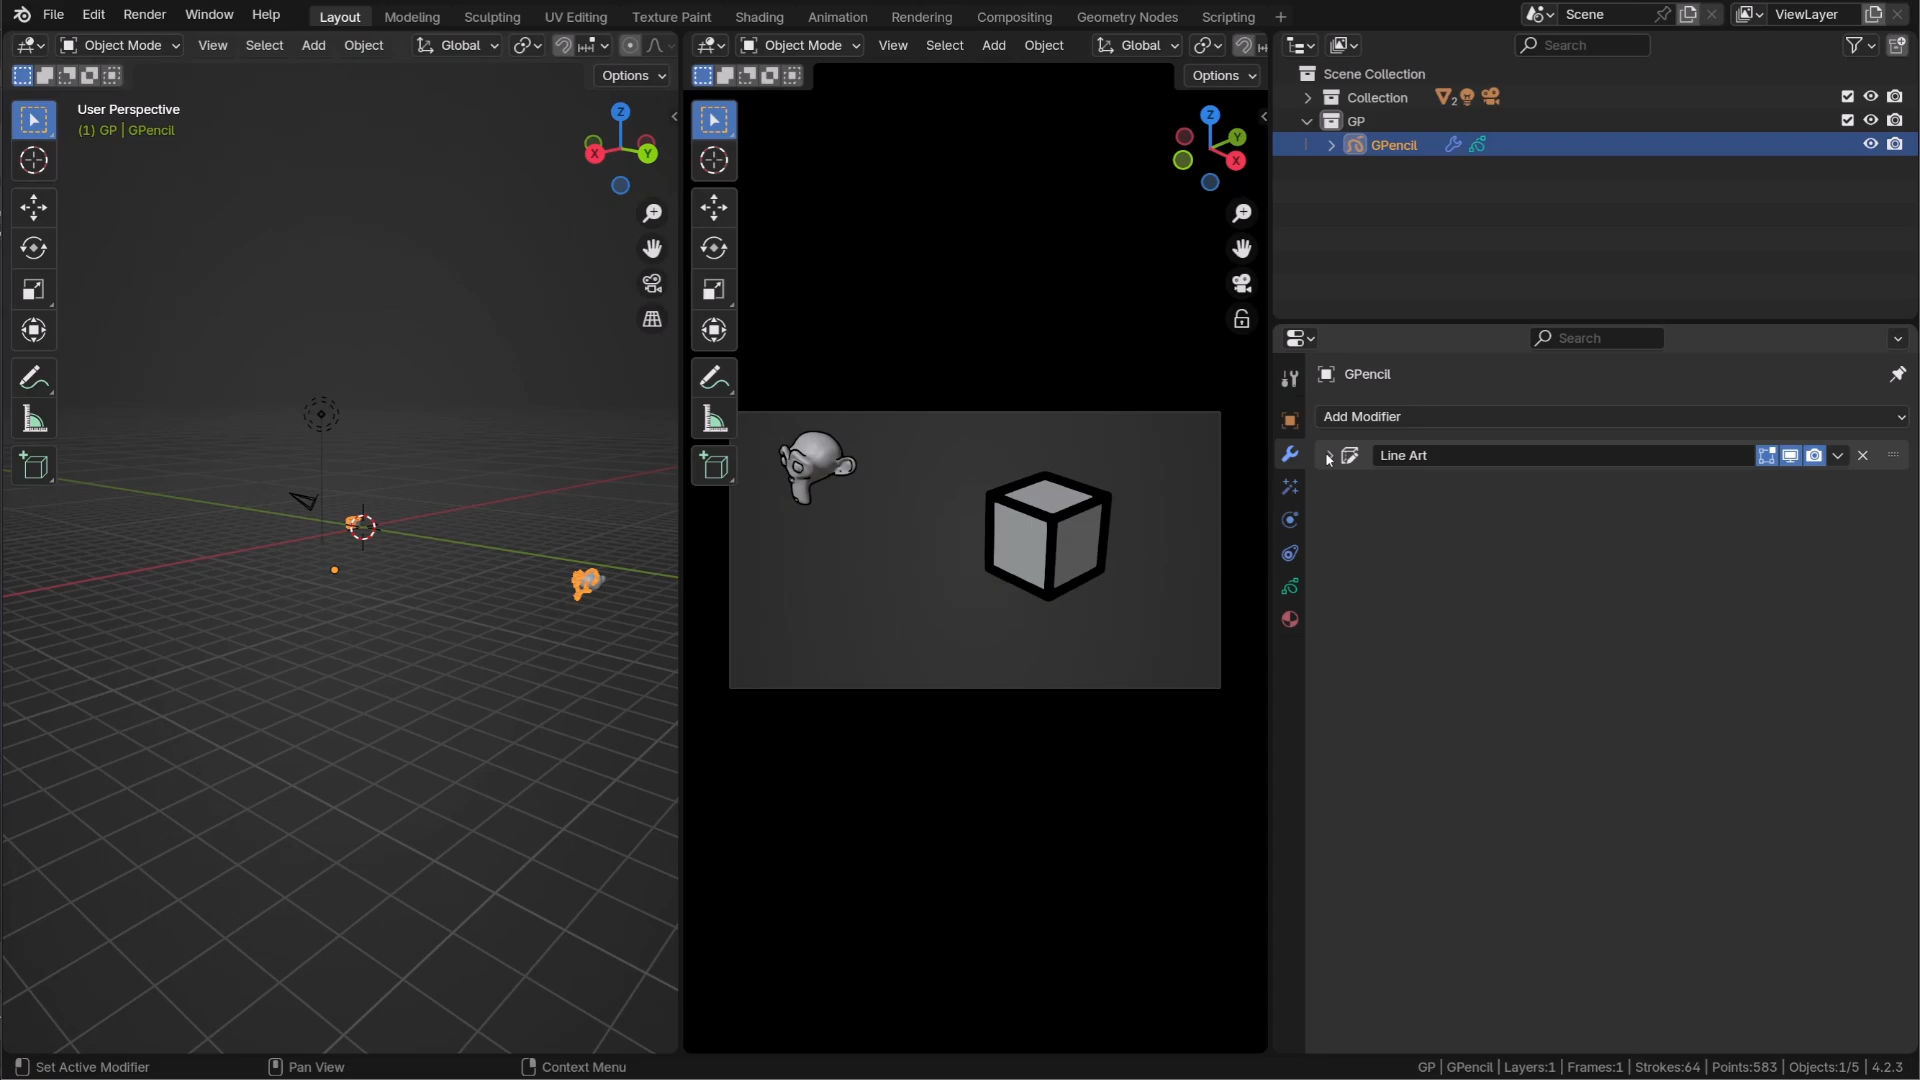 File Edit Render Window Help Layout Modeling Sculpting UV Editing Texture Paint Shading Animation Rendering Compositing Geometry Nodes Scripting + Scene ViewLayer
Object Mode View Select Add Object Global
Object Mode View Select Add Object Global
Search
Options
Options
User Perspective
(1) GP | GPencil
Z
X
Y
Z
Y
X
Scene Collection
Collection 2
GP
GPencil
Search
GPencil
Add Modifier
Line Art
Set Active Modifier Pan View Context Menu
GP | GPencil | Layers:1 | Frames:1 | Strokes:64 | Points:583 | Objects:1/5 | 4.2.3